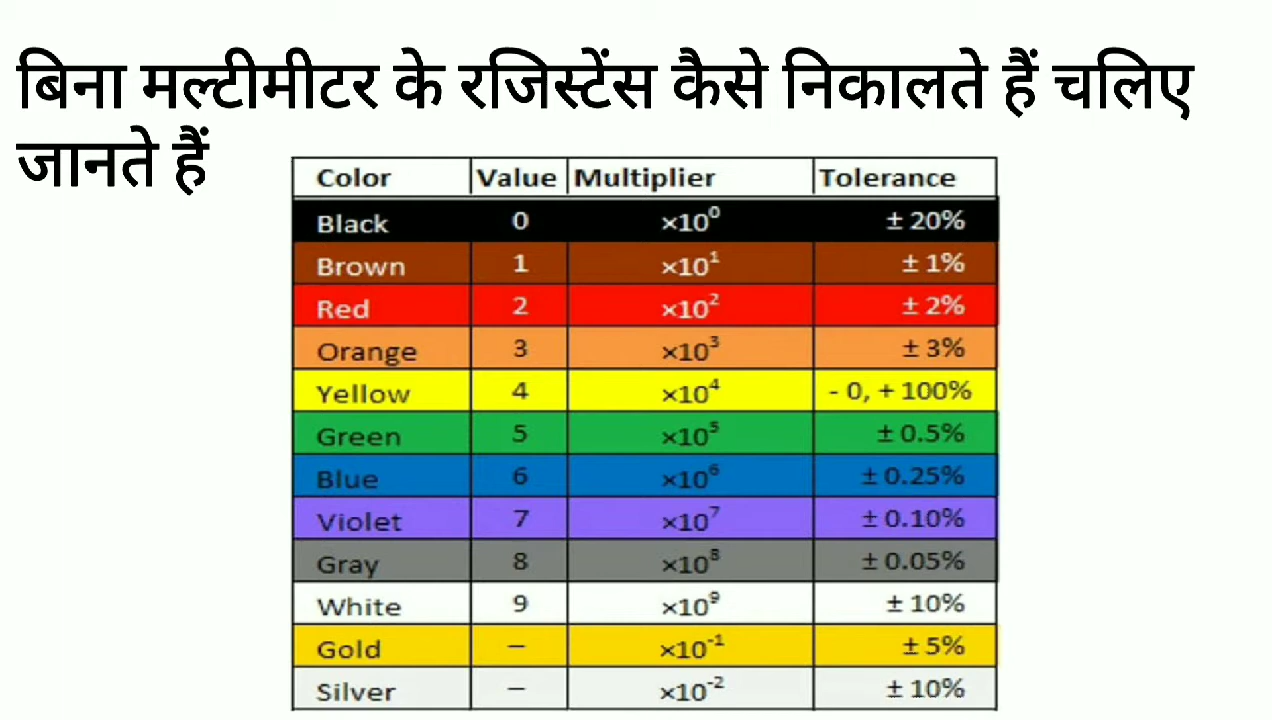 बिना मल्टीमीटर के रजिस्टेंस कैसे निकालते हैं चलिए
जानते हैं
Color Value Multiplier Tolerance
Black 0 ×10⁰ ± 20%
Brown 1 ×10¹ ± 1%
Red 2 ×10² ± 2%
Orange 3 ×10³ ± 3%
Yellow 4 ×10⁴ - 0, + 100%
Green 5 ×10⁵ ± 0.5%
Blue 6 ×10⁶ ± 0.25%
Violet 7 ×10⁷ ± 0.10%
Gray 8 ×10⁸ ± 0.05%
White 9 ×10⁹ ± 10%
Gold – ×10⁻¹ ± 5%
Silver – ×10⁻² ± 10%